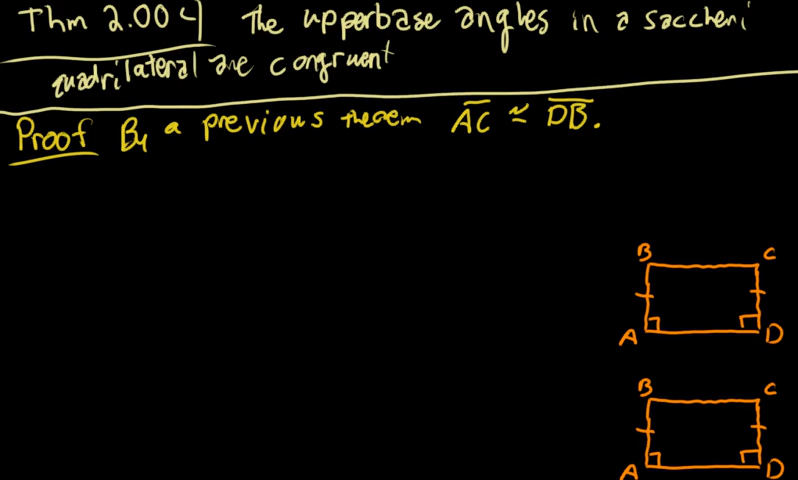 Thm 2.004 The upperbase angles in a saccheri
quadrilateral are congruent
Proof By a previous theorem AC ≅ DB.
B C
A D
B C
A D